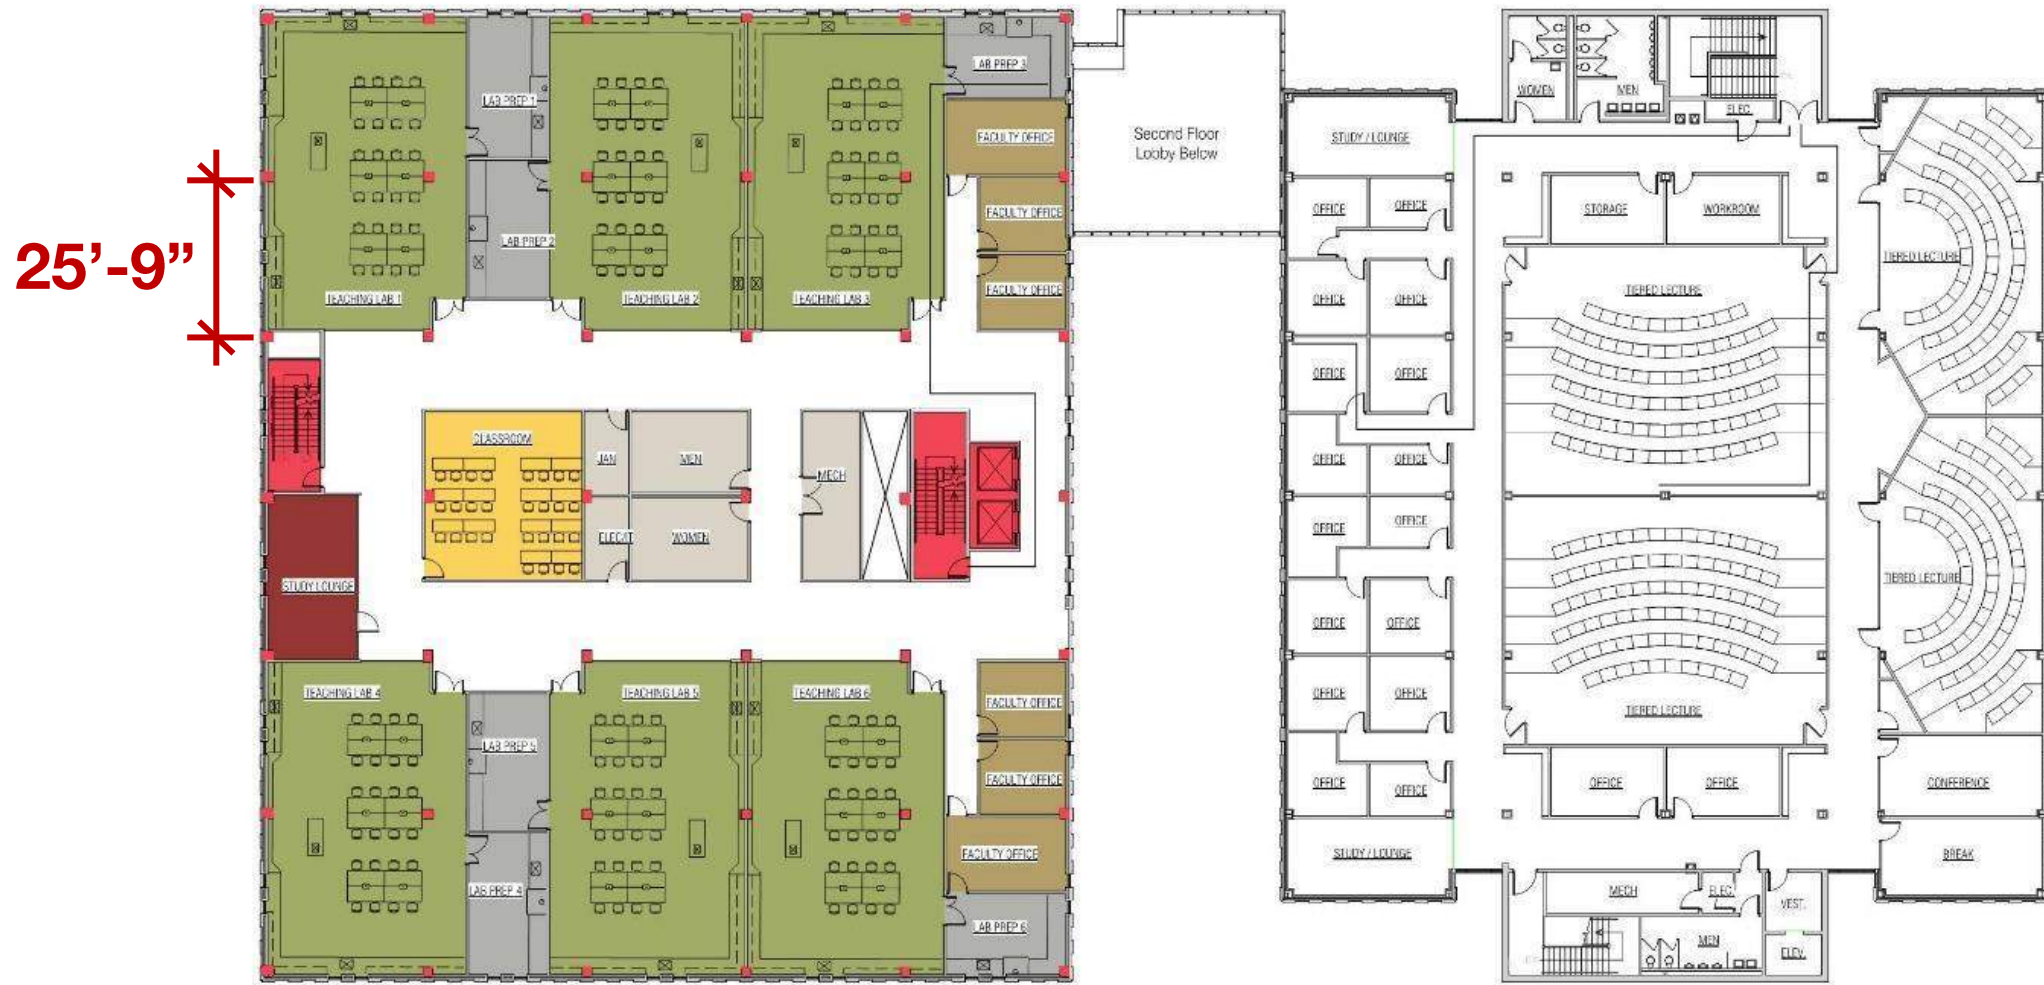 25’-9”
LAB PREP 1
LAB PREP 2
LAB PREP 3
FACULTY OFFICE
FACULTY OFFICE
FACULTY OFFICE
TEACHING LAB 1
TEACHING LAB 2
TEACHING LAB 3
CLASSROOM
JAN
MEN
ELEC/IT
WOMEN
MECH
STUDY LOUNGE
TEACHING LAB 4
TEACHING LAB 5
TEACHING LAB 6
LAB PREP 5
LAB PREP 4
FACULTY OFFICE
FACULTY OFFICE
FACULTY OFFICE
LAB PREP 6
Second Floor
Lobby Below
WOMEN
MEN
ELEC.
STUDY / LOUNGE
OFFICE
OFFICE
STORAGE
WORKROOM
TIERED LECTURE
TIERED LECTURE
OFFICE
OFFICE
OFFICE
OFFICE
OFFICE
OFFICE
OFFICE
OFFICE
TIERED LECTURE
OFFICE
OFFICE
OFFICE
OFFICE
TIERED LECTURE
OFFICE
OFFICE
OFFICE
OFFICE
CONFERENCE
STUDY / LOUNGE
BREAK
MECH
ELEC.
VEST.
MEN
ELEV.